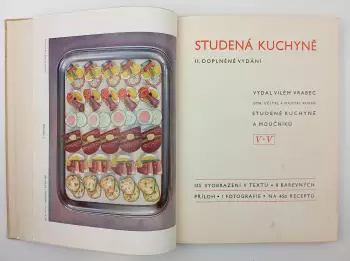 STUDENÁ KUCHYNĚ
II. DOPLNĚNÉ VYDÁNÍ
VYDAL VILÉM VRABEC
STUDENÉ KUCHYNĚ
A MOUČNÍKŮ
V·V
125 VYOBRAZENÍ V TEXTU • 8 BAREVNÝCH
PŘÍLOH • 1 FOTOGRAFIE • NA 460 RECEPTŮ